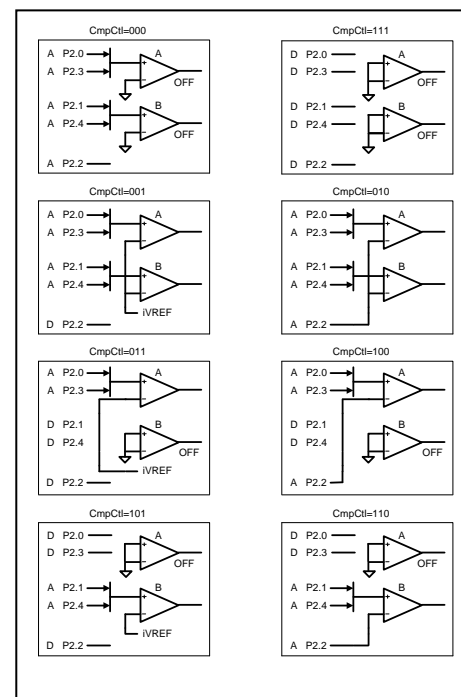 CmpCtl=000
A P2.0
A P2.3
A
OFF
A P2.1
A P2.4
B
OFF
A P2.2
CmpCtl=111
D P2.0
D P2.3
A
OFF
D P2.1
D P2.4
B
OFF
D P2.2
CmpCtl=001
A P2.0
A P2.3
A
A P2.1
A P2.4
B
iVREF
D P2.2
CmpCtl=010
A P2.0
A P2.3
A
A P2.1
A P2.4
B
A P2.2
CmpCtl=011
A P2.0
A P2.3
A
D P2.1
D P2.4
B
OFF
iVREF
D P2.2
CmpCtl=100
A P2.0
A P2.3
A
D P2.1
D P2.4
B
OFF
A P2.2
CmpCtl=101
D P2.0
D P2.3
A
OFF
A P2.1
A P2.4
B
iVREF
D P2.2
CmpCtl=110
D P2.0
D P2.3
A
OFF
A P2.1
A P2.4
B
A P2.2